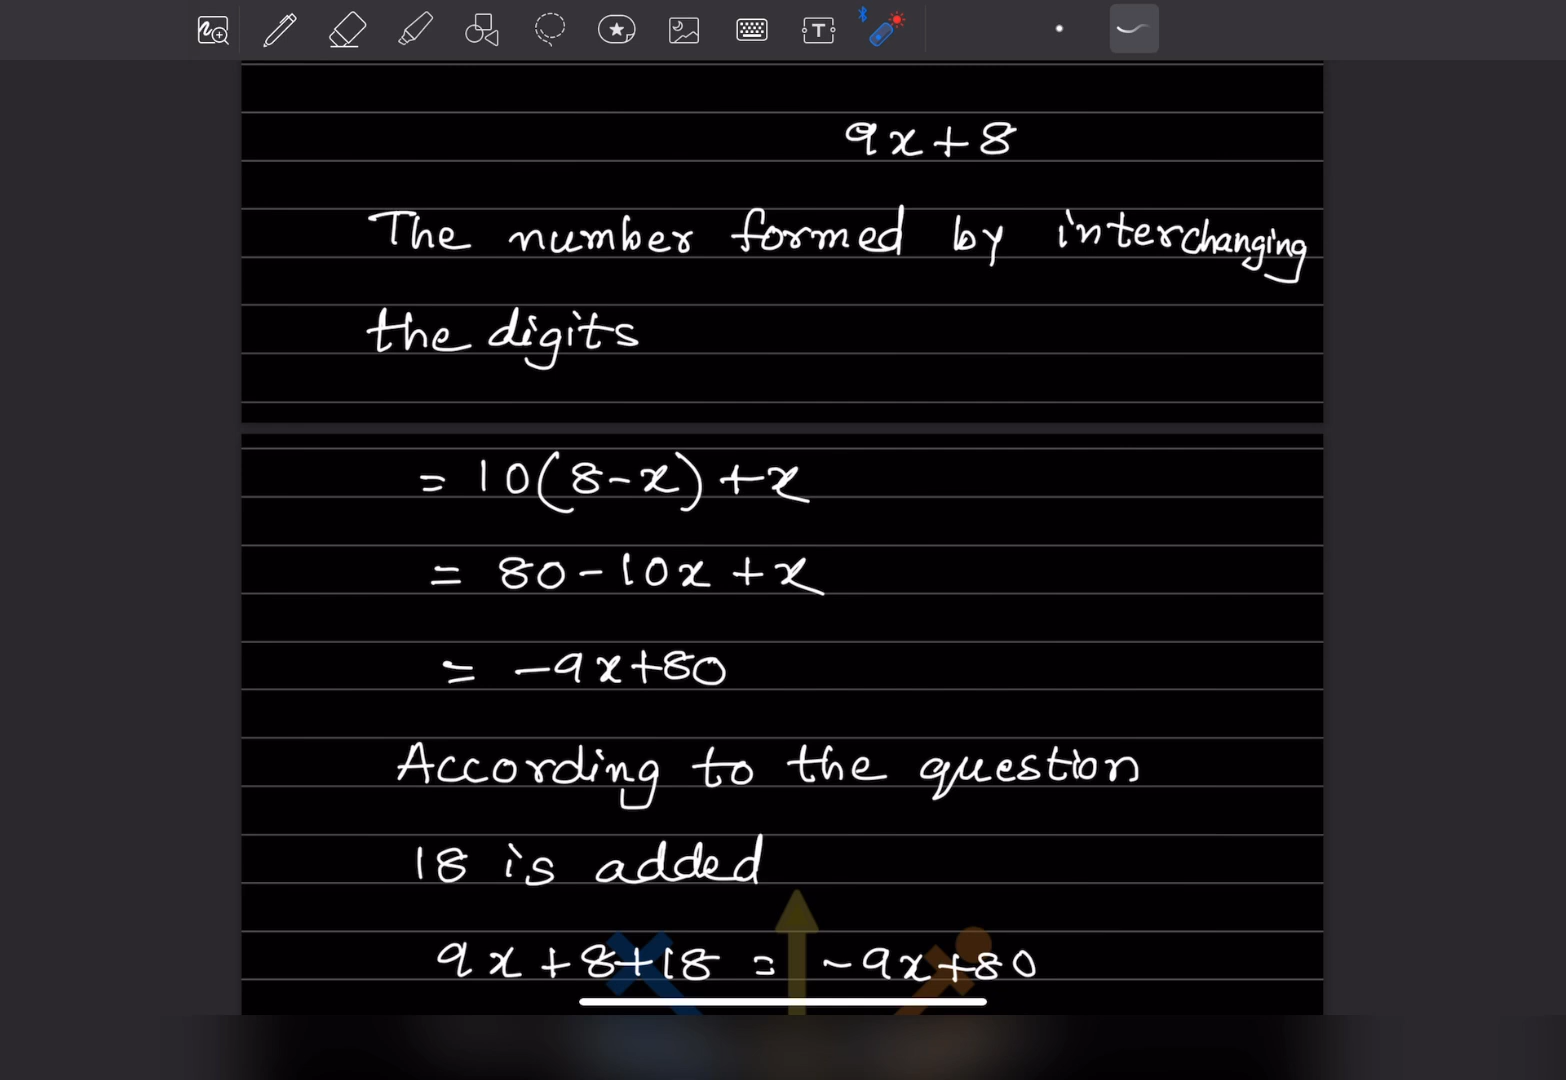 9x+8
The number formed by interchanging
the digits
= 10(8-x)+x
= 80-10x+x
= -9x+80
According to the question
18 is added
9x+8+18 = -9x+80